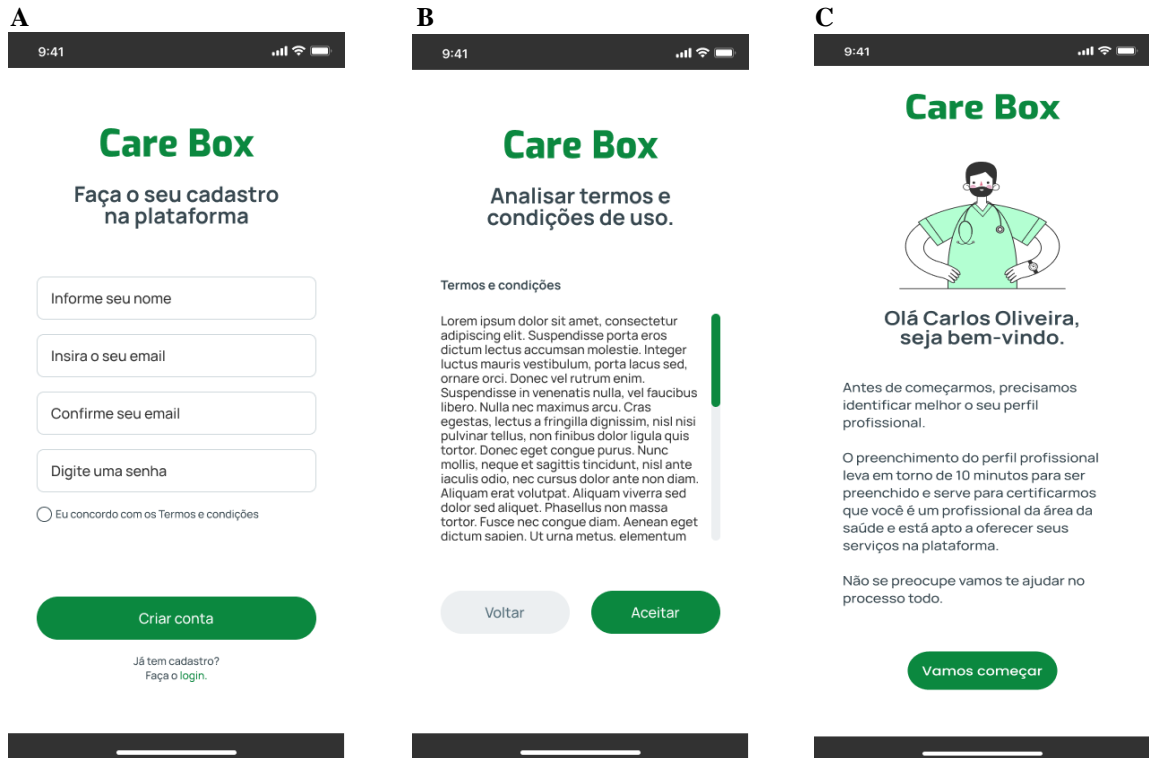 A
9:41
Care Box
Faça o seu cadastro
na plataforma
Informe seu nome
Insira o seu email
Confirme seu email
Digite uma senha
Eu concordo com os Termos e condições
Criar conta
Já tem cadastro?
Faça o login.
B
9:41
Care Box
Analisar termos e
condições de uso.
Termos e condições
Lorem ipsum dolor sit amet, consectetur
adipiscing elit. Suspendisse porta eros
dictum lectus accumsan molestie. Integer
luctus mauris vestibulum, porta lacus sed,
ornare orci. Donec vel rutrum enim.
Suspendisse in venenatis nulla, vel faucibus
libero. Nulla nec maximus arcu. Cras
egestas, lectus a fringilla dignissim, nisl nisi
pulvinar tellus, non finibus dolor ligula quis
tortor. Donec eget congue purus. Nunc
mollis, neque et sagittis tincidunt, nisl ante
iaculis odio, nec cursus dolor ante non diam.
Aliquam erat volutpat. Aliquam viverra sed
dolor sed aliquet. Phasellus non massa
tortor. Fusce nec congue diam. Aenean eget
dictum sapien. Ut urna metus, elementum
Voltar
Aceitar
C
9:41
Care Box
Olá Carlos Oliveira,
seja bem-vindo.
Antes de começarmos, precisamos
identificar melhor o seu perfil
profissional.
O preenchimento do perfil profissional
leva em torno de 10 minutos para ser
preenchido e serve para certificarmos
que você é um profissional da área da
saúde e está apto a oferecer seus
serviços na plataforma.
Não se preocupe vamos te ajudar no
processo todo.
Vamos começar